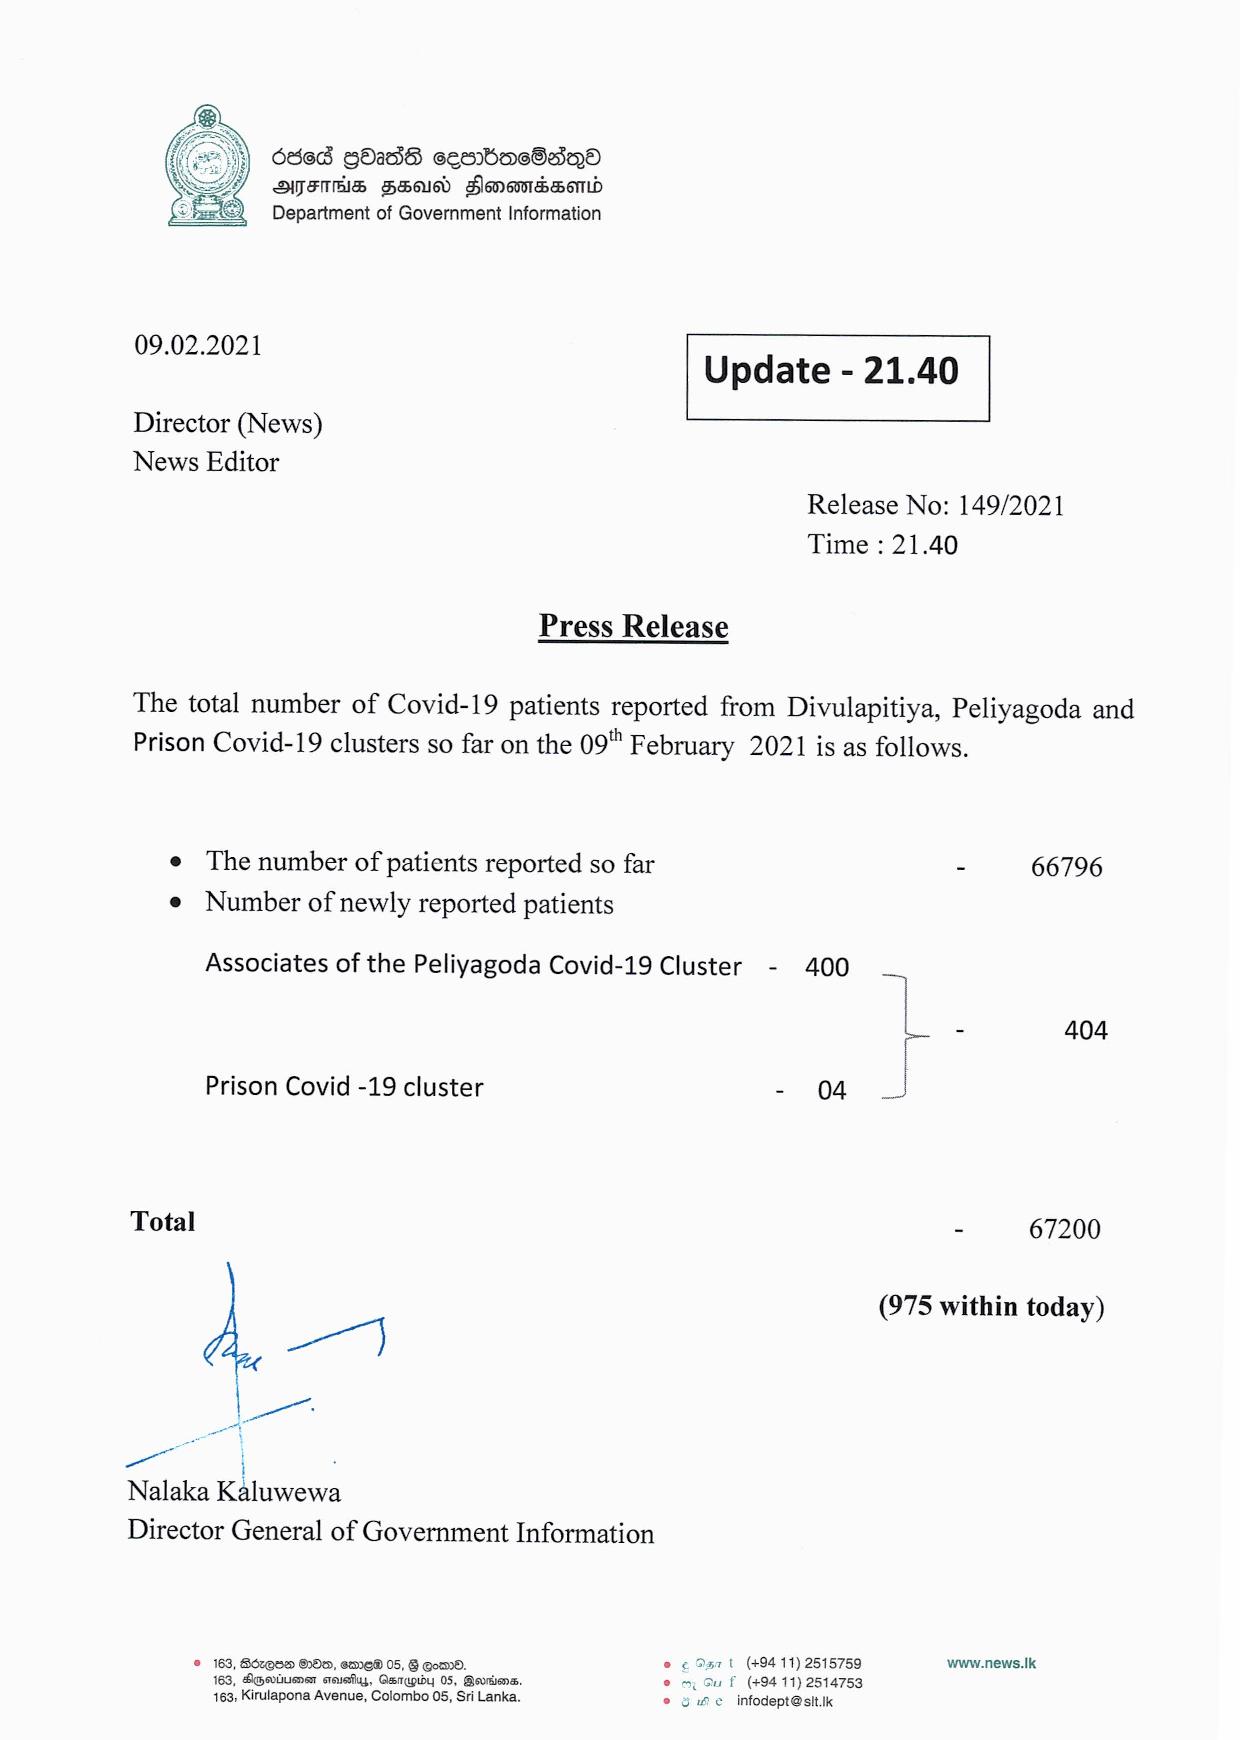 රජයේ ප්‍රවෘත්ති දෙපාර්තමේන්තුව
அரசாங்க தகவல் திணைக்களம்
Department of Government Information
09.02.2021
Update - 21.40
Director (News)
News Editor
Release No: 149/2021
Time : 21.40
Press Release
The total number of Covid-19 patients reported from Divulapitiya, Peliyagoda and
Prison Covid-19 clusters so far on the 09th February 2021 is as follows.
• The number of patients reported so far - 66796
• Number of newly reported patients
Associates of the Peliyagoda Covid-19 Cluster - 400
- 404
Prison Covid -19 cluster - 04
Total - 67200
(975 within today)
Nalaka Kaluwewa
Director General of Government Information
• 163, කිරුලපන මාවත, කොළඹ 05, ශ්‍රී ලංකාව.
163, கிருலப்பனை எவனியூ, கொழும்பு 05, இலங்கை.
163, Kirulapona Avenue, Colombo 05, Sri Lanka.
• දු தொ t (+94 11) 2515759
• ෆැ பெ f (+94 11) 2514753
• ඊ மி e infodept@slt.lk
www.news.lk